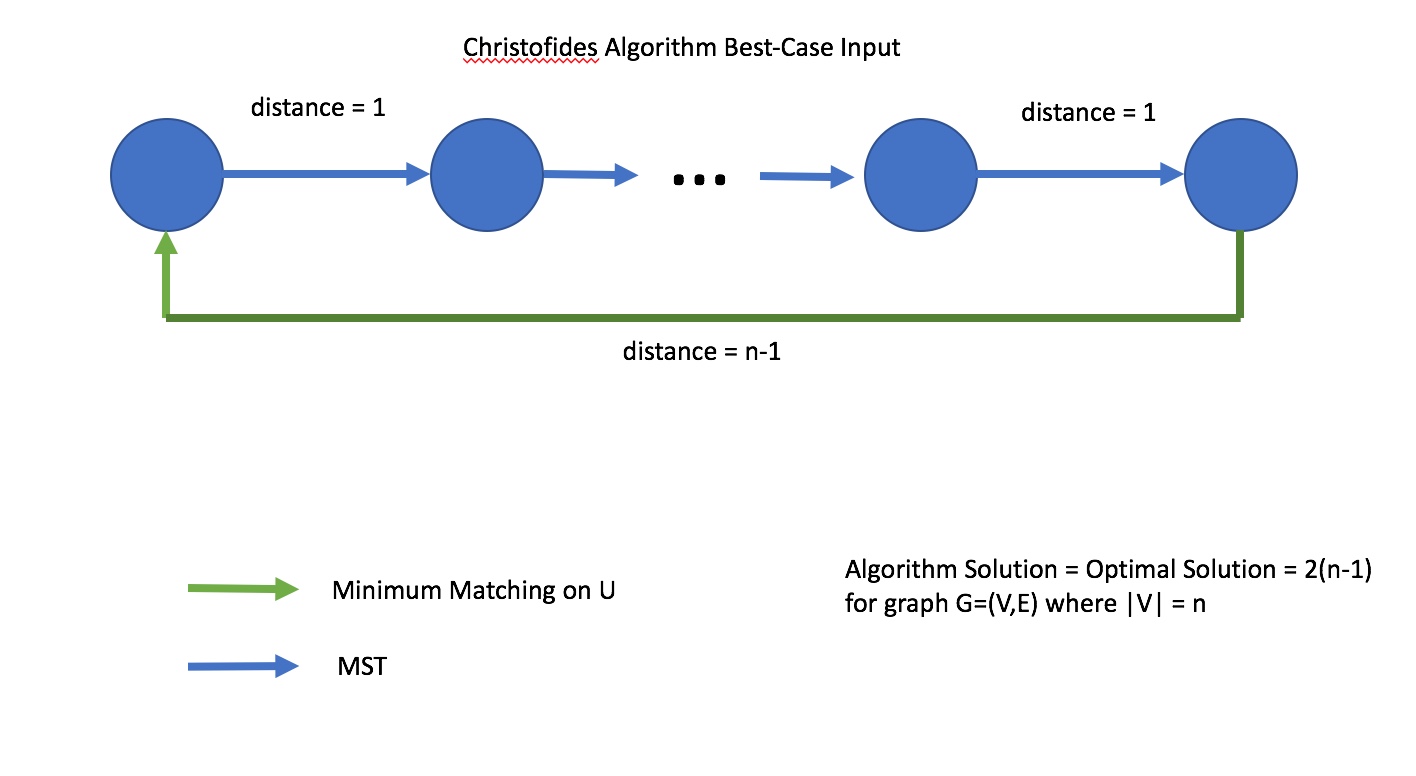 Christofides Algorithm Best-Case Input
distance = 1
distance = 1
...
distance = n-1
Minimum Matching on U
Algorithm Solution = Optimal Solution = 2(n-1)
for graph G=(V,E) where |V| = n
MST